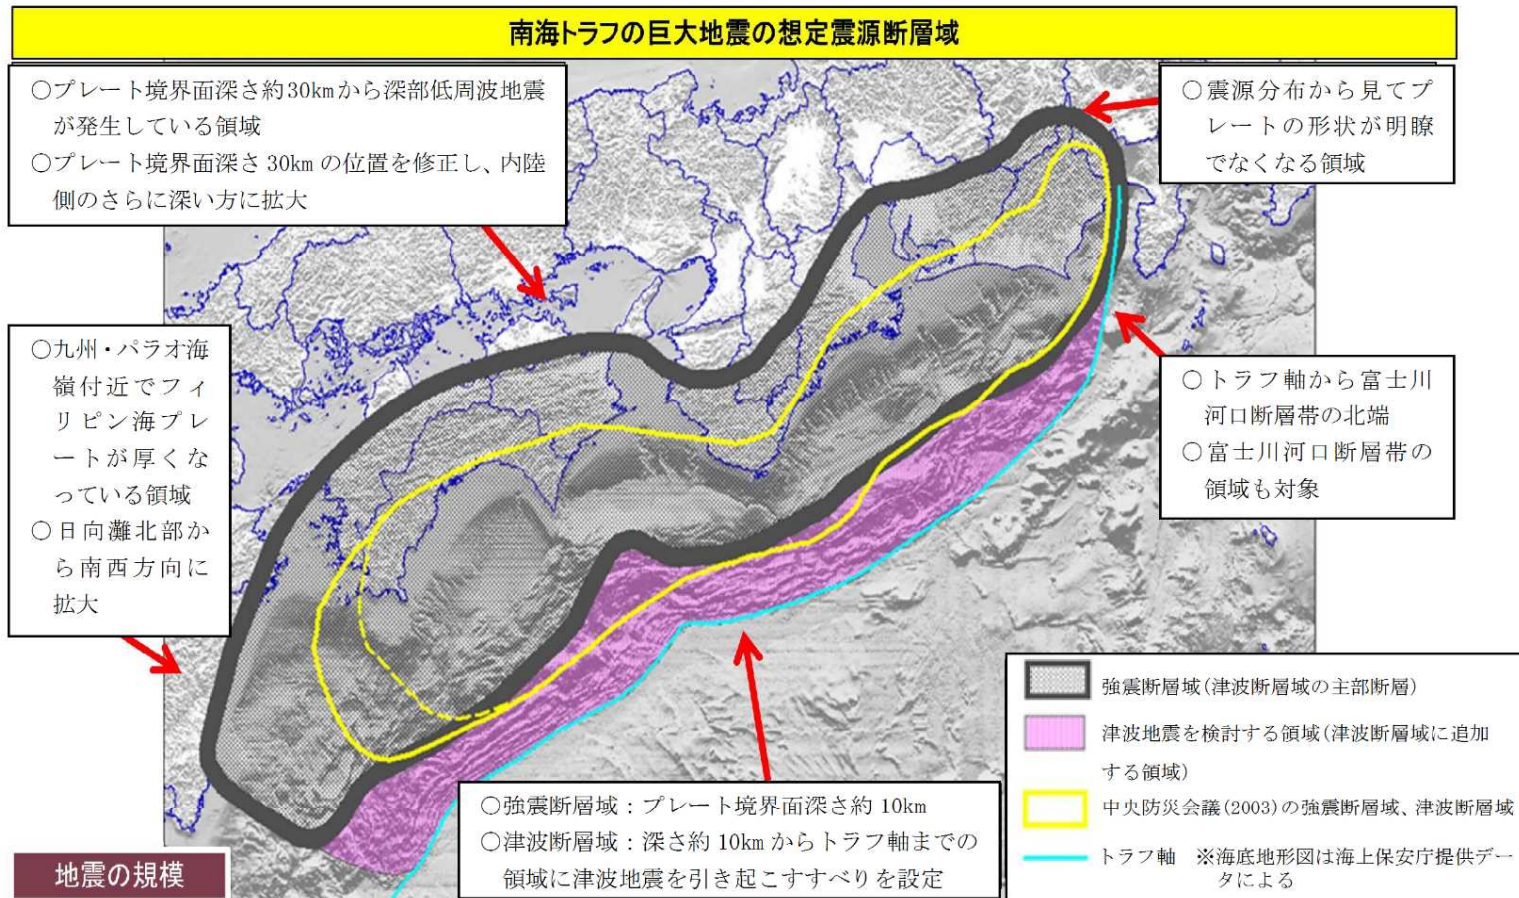 南海トラフの巨大地震の想定震源断層域
○プレート境界面深さ約30kmから深部低周波地震
が発生している領域
○プレート境界面深さ30kmの位置を修正し、内陸
側のさらに深い方に拡大
○震源分布から見てプ
レートの形状が明瞭
でなくなる領域
○九州・パラオ海
嶺付近でフィ
リピン海プレ
ートが厚くな
っている領域
○日向灘北部か
ら南西方向に
拡大
○トラフ軸から富士川
河口断層帯の北端
○富士川河口断層帯の
領域も対象
○強震断層域：プレート境界面深さ約10km
○津波断層域：深さ約10kmからトラフ軸までの
領域に津波地震を引き起こすすべりを設定
強震断層域(津波断層域の主部断層)
津波地震を検討する領域(津波断層域に追加
する領域)
中央防災会議(2003)の強震断層域、津波断層域
トラフ軸　※海底地形図は海上保安庁提供デー
タによる
地震の規模